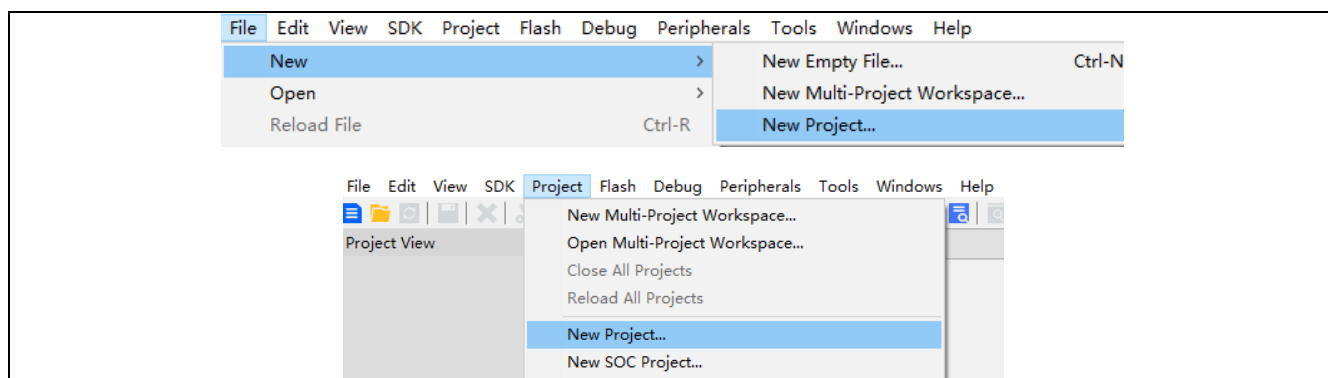 File Edit View SDK Project Flash Debug Peripherals Tools Windows Help
New > New Empty File... Ctrl-N
Open > New Multi-Project Workspace...
Reload File Ctrl-R New Project...
File Edit View SDK Project Flash Debug Peripherals Tools Windows Help
New Multi-Project Workspace...
Project View Open Multi-Project Workspace...
Close All Projects
Reload All Projects
New Project...
New SOC Project...